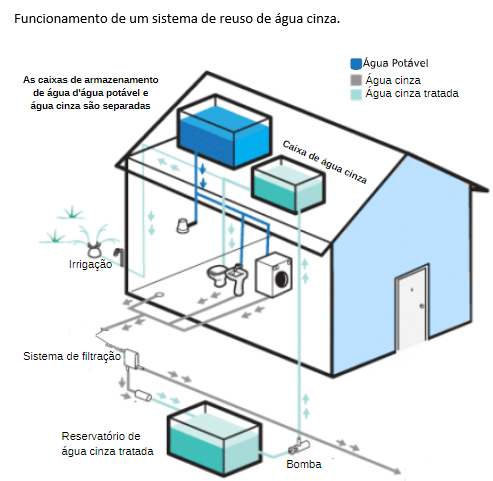 Funcionamento de um sistema de reuso de água cinza.
Água Potável
Água cinza
Água cinza tratada
As caixas de armazenamento
de água d'água potável e
água cinza são separadas
Caixa de água cinza
Irrigação
Sistema de filtração
Reservatório de
água cinza tratada
Bomba